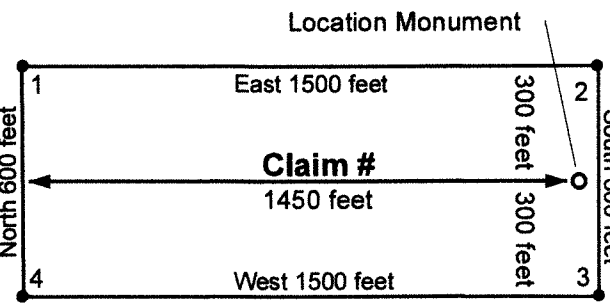 Location Monument
1
East 1500 feet
2
300 feet
North 600 feet
Claim #
1450 feet
South 600 feet
300 feet
4
West 1500 feet
3